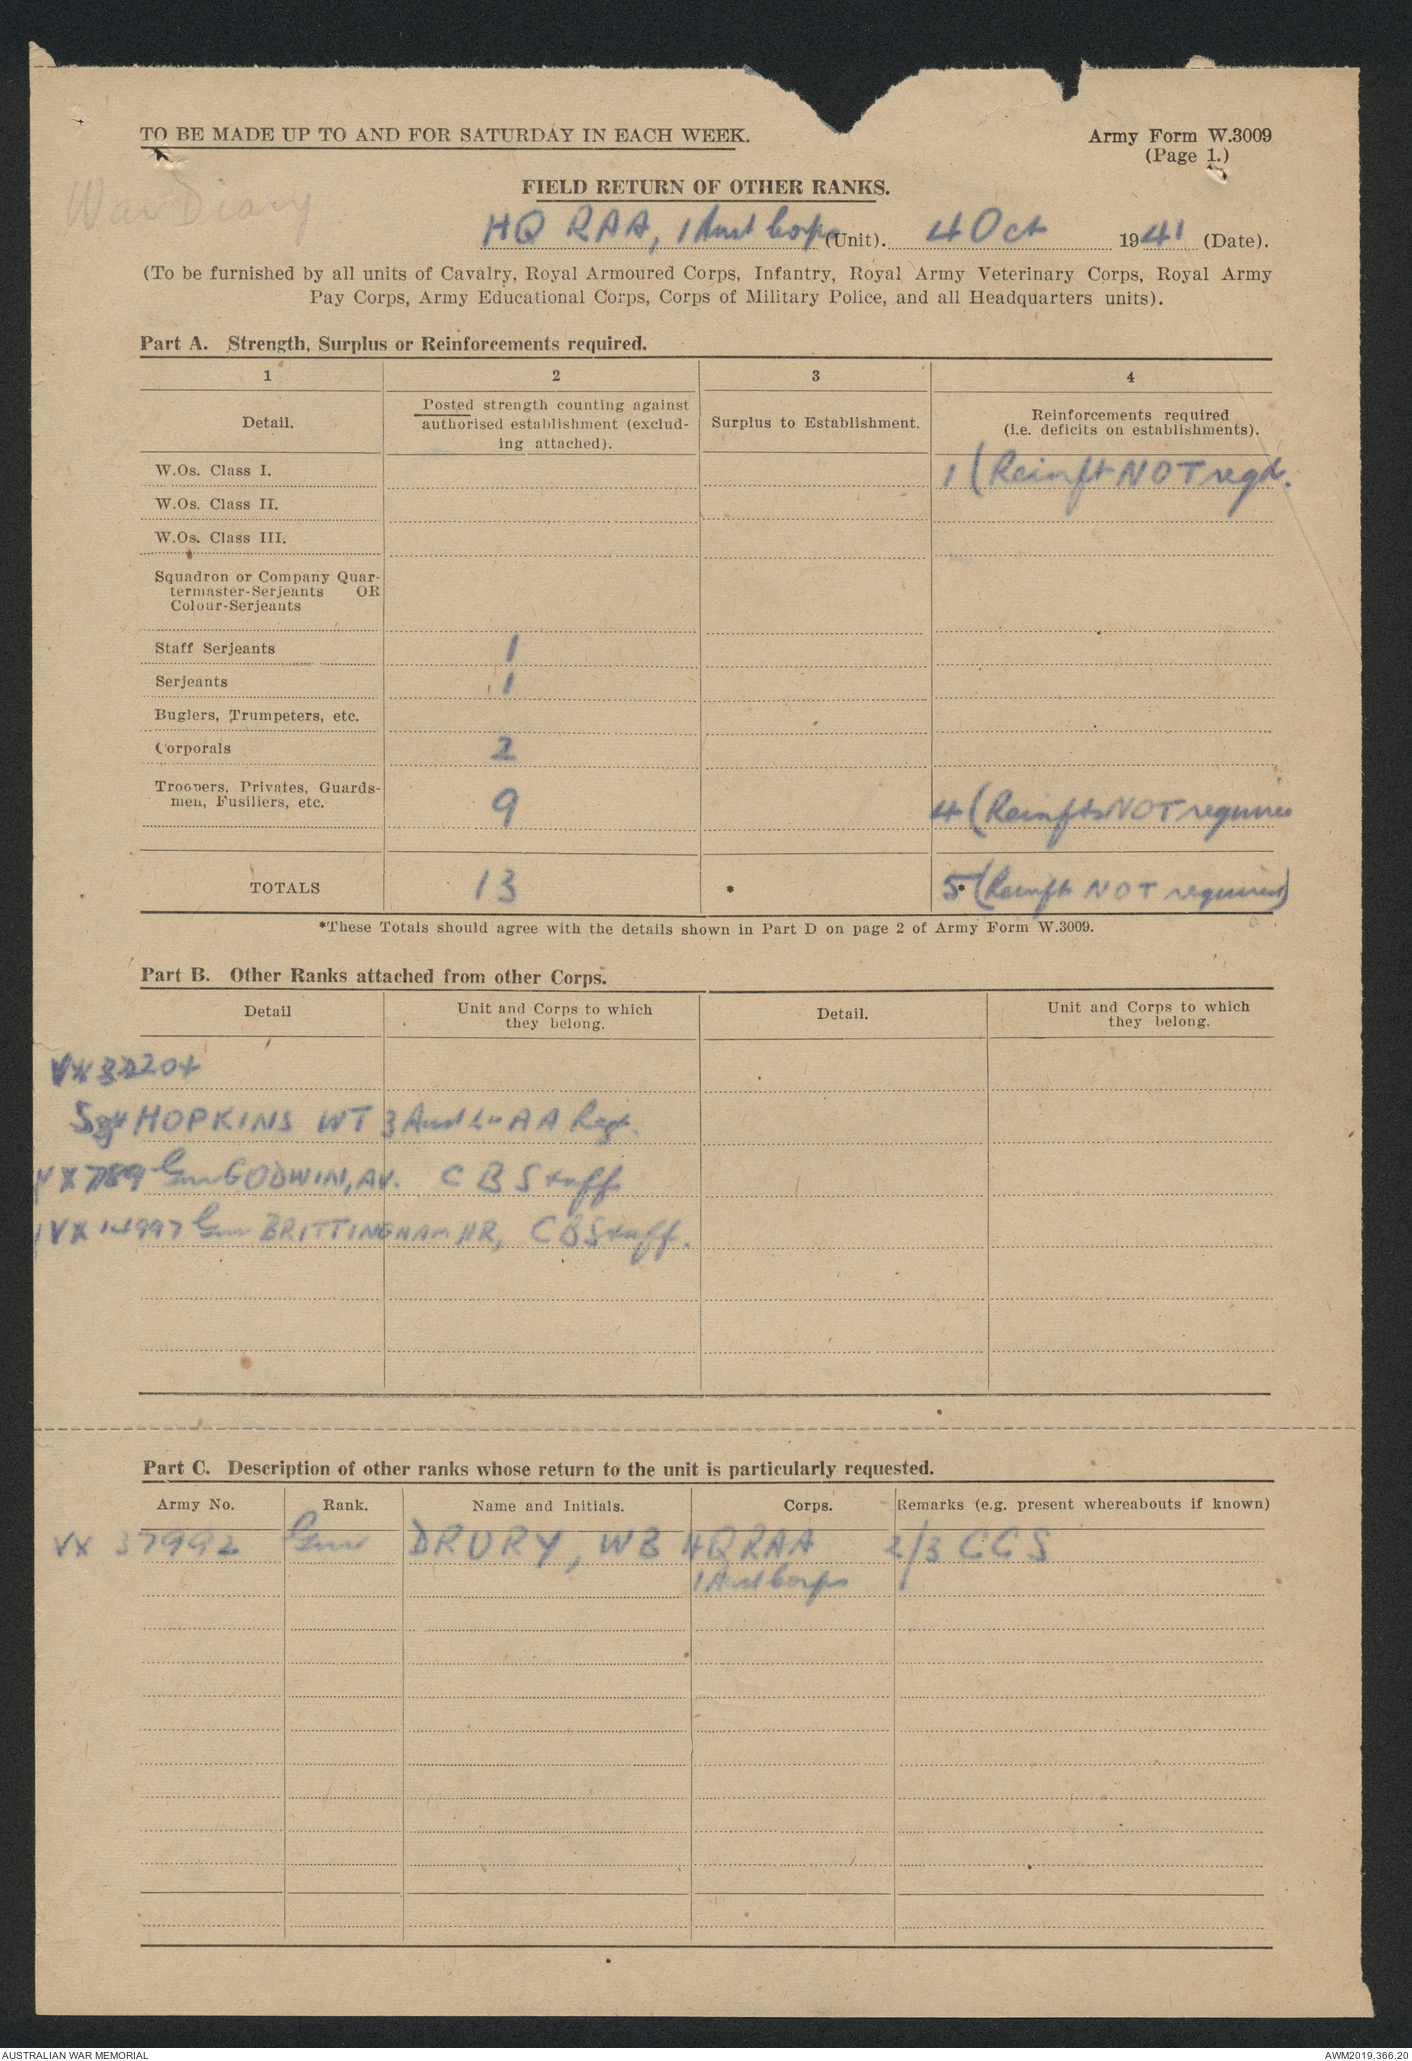 TO BE MADE UP TO AND FOR SATURDAY IN EACH WEEK.
Army Form W.3009
(Page 1.)
War Diary
FIELD RETURN OF OTHER RANKS.
HQ RAA, 1 Aust Corps (Unit). 4 Oct 1941 (Date).
(To be furnished by all units of Cavalry, Royal Armoured Corps, Infantry, Royal Army Veterinary Corps, Royal Army
Pay Corps, Army Educational Corps, Corps of Military Police, and all Headquarters units).
Part A. Strength, Surplus or Reinforcements required.
1 2 3 4
Detail.
Posted strength counting against
authorised establishment (exclud-
ing attached).
Surplus to Establishment.
Reinforcements required
(i.e. deficits on establishments).
W.Os. Class I. 1 (Reinft NOT reqd.
W.Os. Class II.
W.Os. Class III.
Squadron or Company Quar-
termaster-Serjeants OR
Colour-Serjeants
Staff Serjeants 1
Serjeants 1
Buglers, Trumpeters, etc.
Corporals 2
Troopers, Privates, Guards-
men, Fusiliers, etc. 9 4 (Reinfts NOT require
TOTALS 13 * 5* (Reinfts NOT required)
*These Totals should agree with the details shown in Part D on page 2 of Army Form W.3009.
Part B. Other Ranks attached from other Corps.
Detail
Unit and Corps to which
they belong.
Detail.
Unit and Corps to which
they belong.
Sgt HOPKINS WT 3 Aust Lt AA Regt.
Gnr GODWIN, AV. C B Staff
VX 14997 Gnr BRITTINGHAM HR, C B Staff.
Part C. Description of other ranks whose return to the unit is particularly requested.
Army No. Rank. Name and Initials. Corps. Remarks (e.g. present whereabouts if known)
VX 37992 Gnr DRURY, WB HQ RAA 2/3 CCS
1 Aust Corps
AUSTRALIAN WAR MEMORIAL
AWM2019.366.20